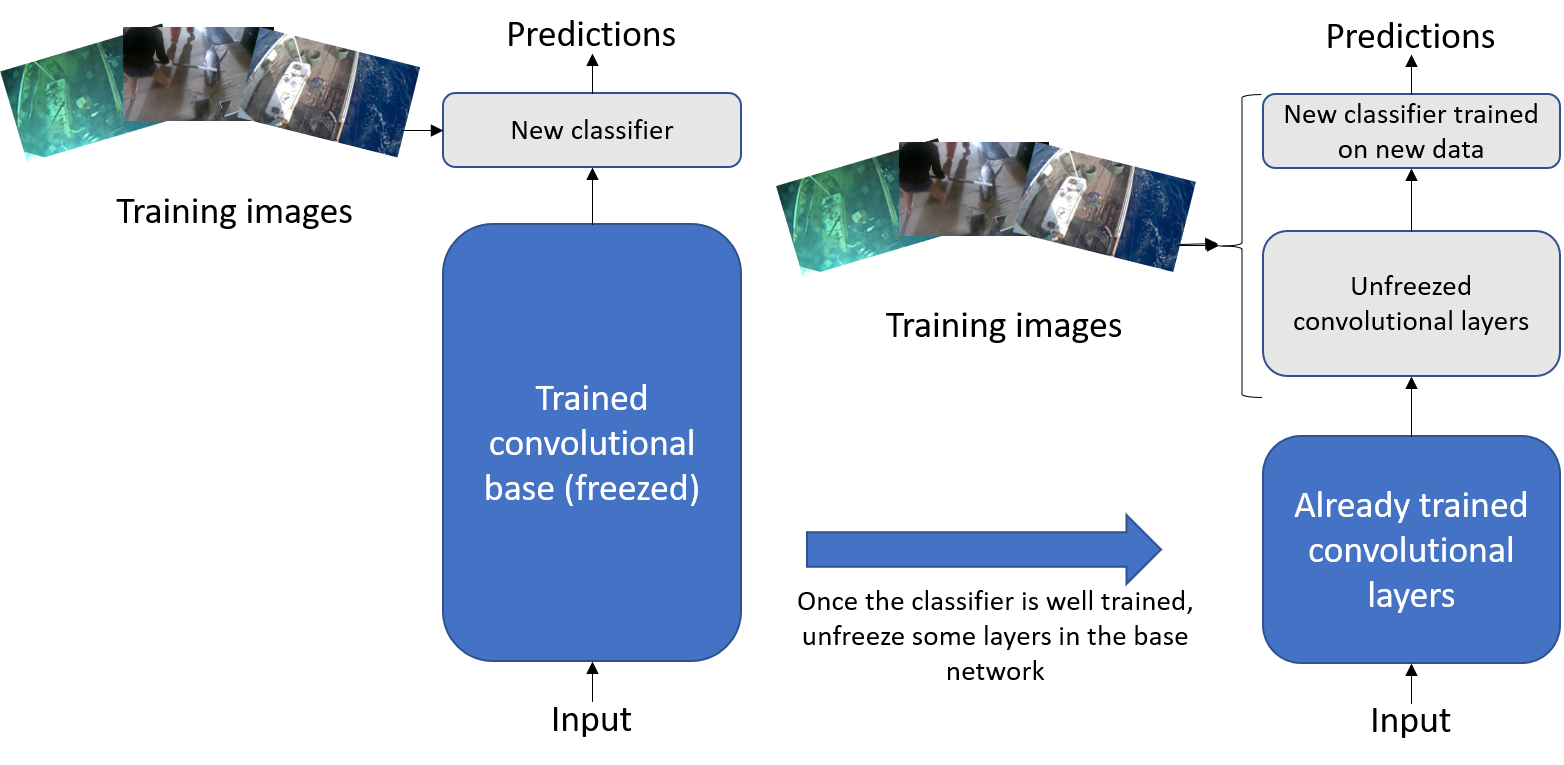 Predictions
New classifier
Training images
Trained
convolutional
base (freezed)
Input
Once the classifier is well trained,
unfreeze some layers in the base
network
Training images
Predictions
New classifier trained
on new data
Unfreezed
convolutional layers
Already trained
convolutional
layers
Input